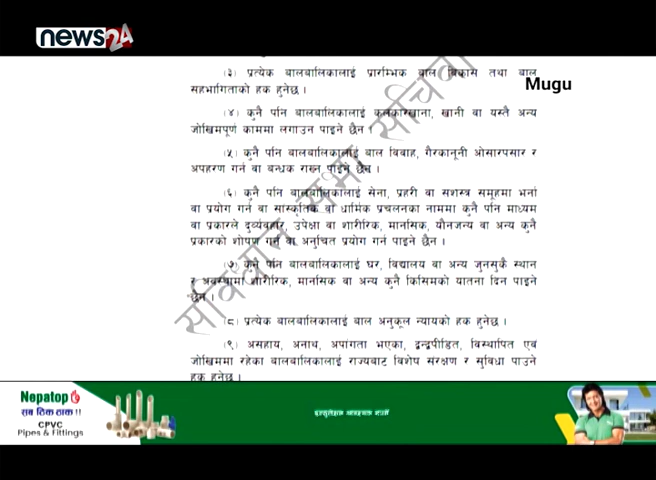 news24
Mugu
(३) प्रत्येक बालबालिकालाई प्रारम्भिक बाल विकास तथा बाल
सहभागिताको हक हुनेछ ।
(४) कुनै पनि बालबालिकालाई कलकारखाना, खानी वा यस्तै अन्य
जोखिमपूर्ण काममा लगाउन पाइने छैन ।
(५) कुनै पनि बालबालिकालाई बाल विवाह, गैरकानूनी ओसारपसार र
अपहरण गर्न वा बन्धक राख्न पाइने छैन ।
(६) कुनै पनि बालबालिकालाई सेना, प्रहरी वा सशस्त्र समूहमा भर्ना
वा प्रयोग गर्न वा सांस्कृतिक वा धार्मिक प्रचलनका नाममा कुनै पनि माध्यम
वा प्रकारले दुर्व्यवहार, उपेक्षा वा शारीरिक, मानसिक, यौनजन्य वा अन्य कुनै
प्रकारको शोषण गर्न वा अनुचित प्रयोग गर्न पाइने छैन ।
(७) कुनै पनि बालबालिकालाई घर, विद्यालय वा अन्य जुनसुकै स्थान
र अवस्थामा शारीरिक, मानसिक वा अन्य कुनै किसिमको यातना दिन पाइने
छैन ।
(८) प्रत्येक बालबालिकालाई बाल अनुकूल न्यायको हक हुनेछ ।
(९) असहाय, अनाथ, अपांगता भएका, द्वन्द्वपीडित, विस्थापित एवं
जोखिममा रहेका बालबालिकालाई राज्यबाट विशेष संरक्षण र सुविधा पाउने
हक हुनेछ ।
संविधान सभा सचिवा
Nepatop
सब ठिक ठाक !!
CPVC
Pipes & Fittings